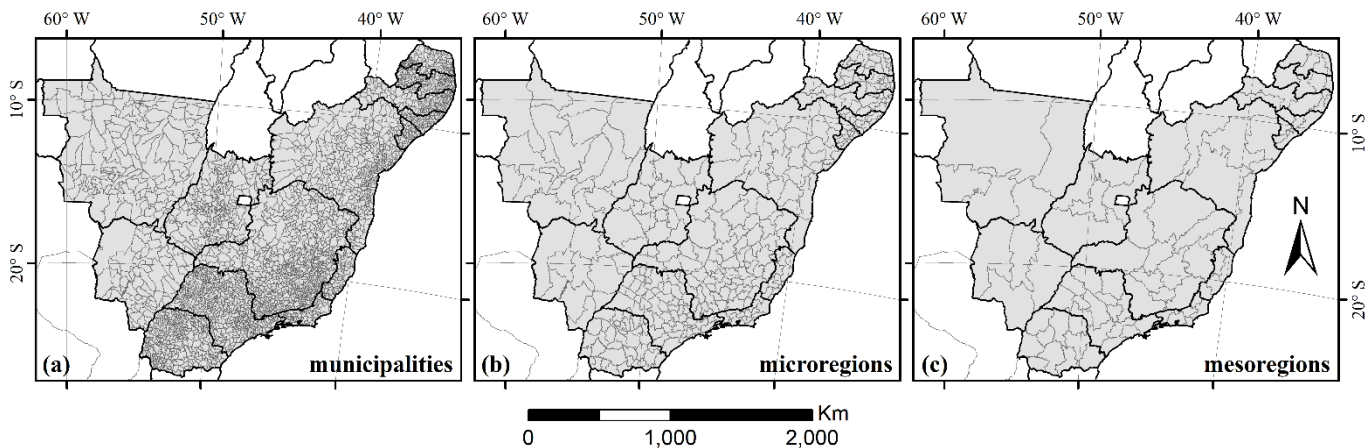 60° W 50° W 40° W 60° W 50° W 40° W 60° W 50° W 40° W
10° S 10° S
N
20° S 20° S
(a) municipalities (b) microregions (c) mesoregions
Km
0 1,000 2,000